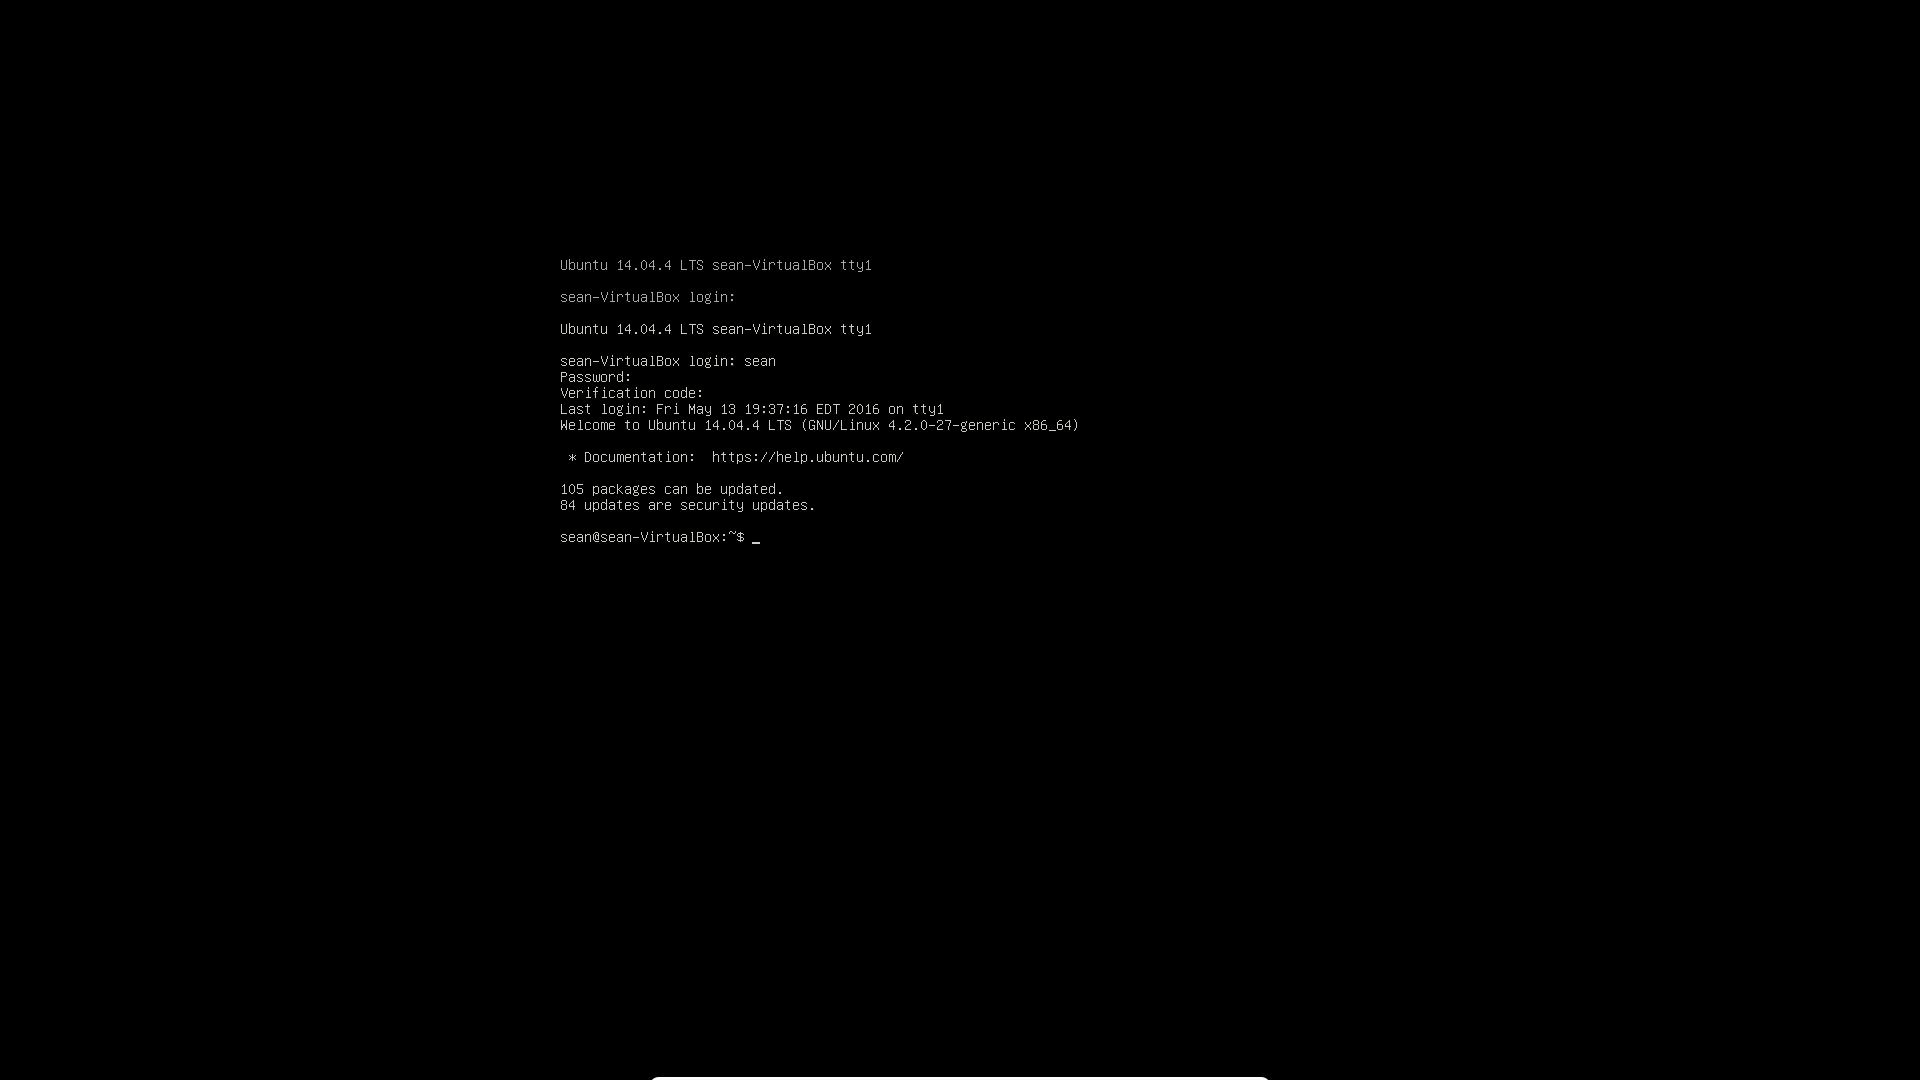 Ubuntu 14.04.4 LTS sean-VirtualBox tty1
sean-VirtualBox login:
Ubuntu 14.04.4 LTS sean-VirtualBox tty1
sean-VirtualBox login: sean
Password:
Verification code:
Last login: Fri May 13 19:37:16 EDT 2016 on tty1
Welcome to Ubuntu 14.04.4 LTS (GNU/Linux 4.2.0-27-generic x86_64)
 * Documentation:  https://help.ubuntu.com/
105 packages can be updated.
84 updates are security updates.
sean@sean-VirtualBox:~$ _